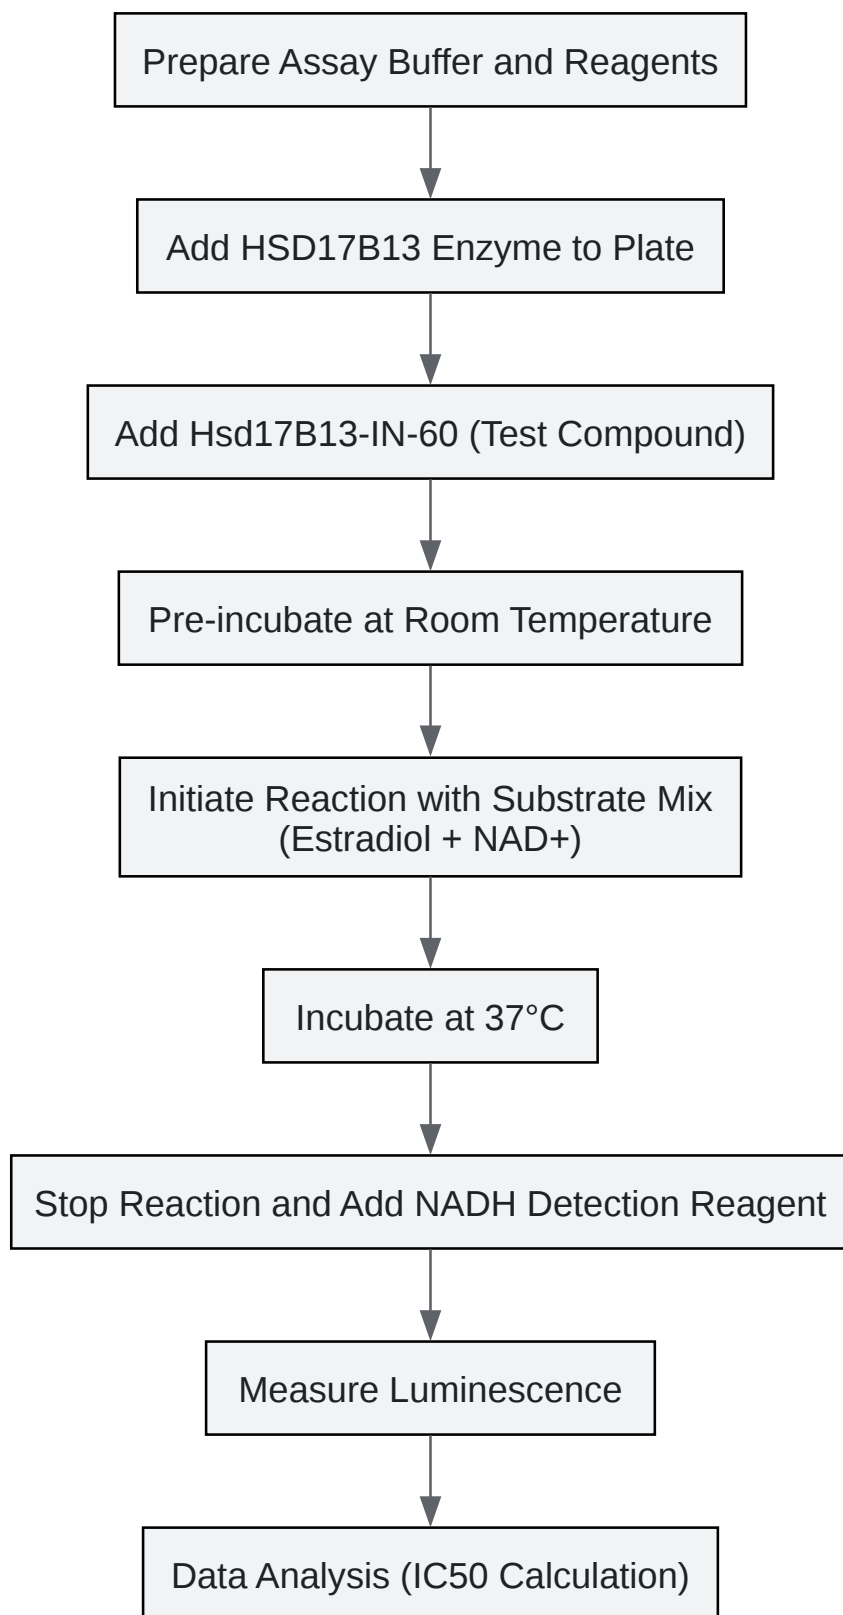 Prepare Assay Buffer and Reagents
Add HSD17B13 Enzyme to Plate
Add Hsd17B13-IN-60 (Test Compound)
Pre-incubate at Room Temperature
Initiate Reaction with Substrate Mix
(Estradiol + NAD+)
Incubate at 37°C
Stop Reaction and Add NADH Detection Reagent
Measure Luminescence
Data Analysis (IC50 Calculation)